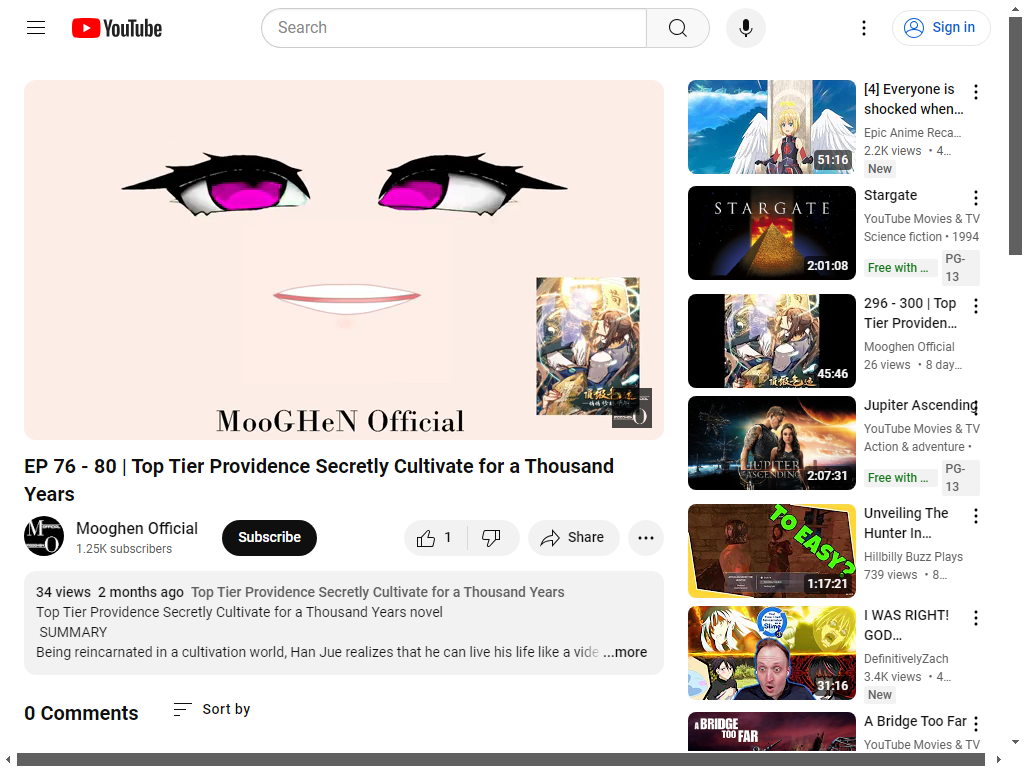 YouTube
Search
Sign in
MooGHeN Official
EP 76 - 80 | Top Tier Providence Secretly Cultivate for a Thousand
Years
Mooghen Official
1.25K subscribers
Subscribe
1
Share
34 views 2 months ago Top Tier Providence Secretly Cultivate for a Thousand Years
Top Tier Providence Secretly Cultivate for a Thousand Years novel
SUMMARY
Being reincarnated in a cultivation world, Han Jue realizes that he can live his life like a vide ...more
0 Comments
Sort by
51:16
[4] Everyone is
shocked when...
Epic Anime Reca...
2.2K views • 4...
New
STARGATE
2:01:08
Stargate
YouTube Movies & TV
Science fiction • 1994
Free with ...
PG-
13
45:46
296 - 300 | Top
Tier Providen...
Mooghen Official
26 views • 8 day...
JUPITER
ASCENDING
2:07:31
Jupiter Ascending
YouTube Movies & TV
Action & adventure •
Free with ...
PG-
13
TO EASY?
1:17:21
Unveiling The
Hunter In...
Hillbilly Buzz Plays
739 views • 8...
Slime
31:16
I WAS RIGHT!
GOD...
DefinitivelyZach
3.4K views • 4...
New
A BRIDGE
TOO FAR
A Bridge Too Far
YouTube Movies & TV